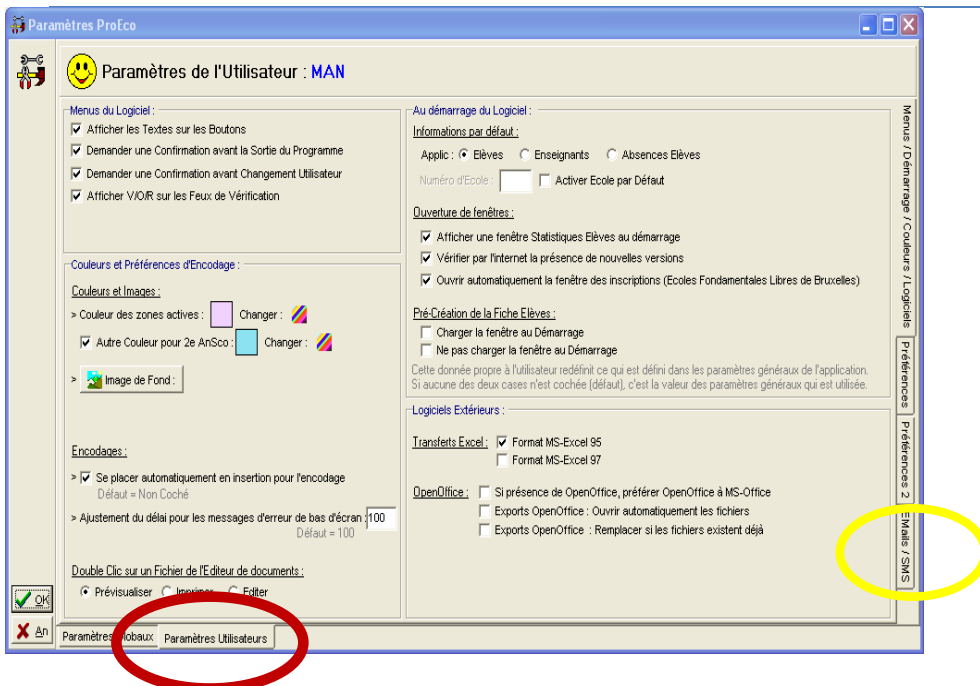 Paramètres ProEco
Paramètres de l'Utilisateur : MAN
Menus du Logiciel :
Afficher les Textes sur les Boutons
Demander une Confirmation avant la Sortie du Programme
Demander une Confirmation avant Changement Utilisateur
Afficher V/O/R sur les Feux de Vérification
Couleurs et Préférences d'Encodage :
Couleurs et Images :
> Couleur des zones actives : Changer :
Autre Couleur pour 2e AnSco : Changer :
> Image de Fond :
Encodages :
> Se placer automatiquement en insertion pour l'encodage
Défaut = Non Coché
> Ajustement du délai pour les messages d'erreur de bas d'écran : 100
Défaut = 100
Double Clic sur un Fichier de l'Editeur de documents :
Prévisualiser Imprimer Editer
Au démarrage du Logiciel :
Informations par défaut :
Applic : Elèves Enseignants Absences Elèves
Numéro d'Ecole : Activer Ecole par Défaut
Ouverture de fenêtres :
Afficher une fenêtre Statistiques Elèves au démarrage
Vérifier par l'internet la présence de nouvelles versions
Ouvrir automatiquement la fenêtre des inscriptions (Ecoles Fondamentales Libres de Bruxelles)
Pré-Création de la Fiche Elèves :
Charger la fenêtre au Démarrage
Ne pas charger la fenêtre au Démarrage
Cette donnée propre à l'utilisateur redéfinit ce qui est défini dans les paramètres généraux de l'application.
Si aucune des deux cases n'est cochée (défaut), c'est la valeur des paramètres généraux qui est utilisée.
Logiciels Extérieurs :
Transferts Excel : Format MS-Excel 95
Format MS-Excel 97
OpenOffice : Si présence de OpenOffice, préférer OpenOffice à MS-Office
Exports OpenOffice : Ouvrir automatiquement les fichiers
Exports OpenOffice : Remplacer si les fichiers existent déjà
Menus / Démarrage / Couleurs / Logiciels
Préférences
Préférences 2
EMails / SMS
OK
An
Paramètres Globaux Paramètres Utilisateurs